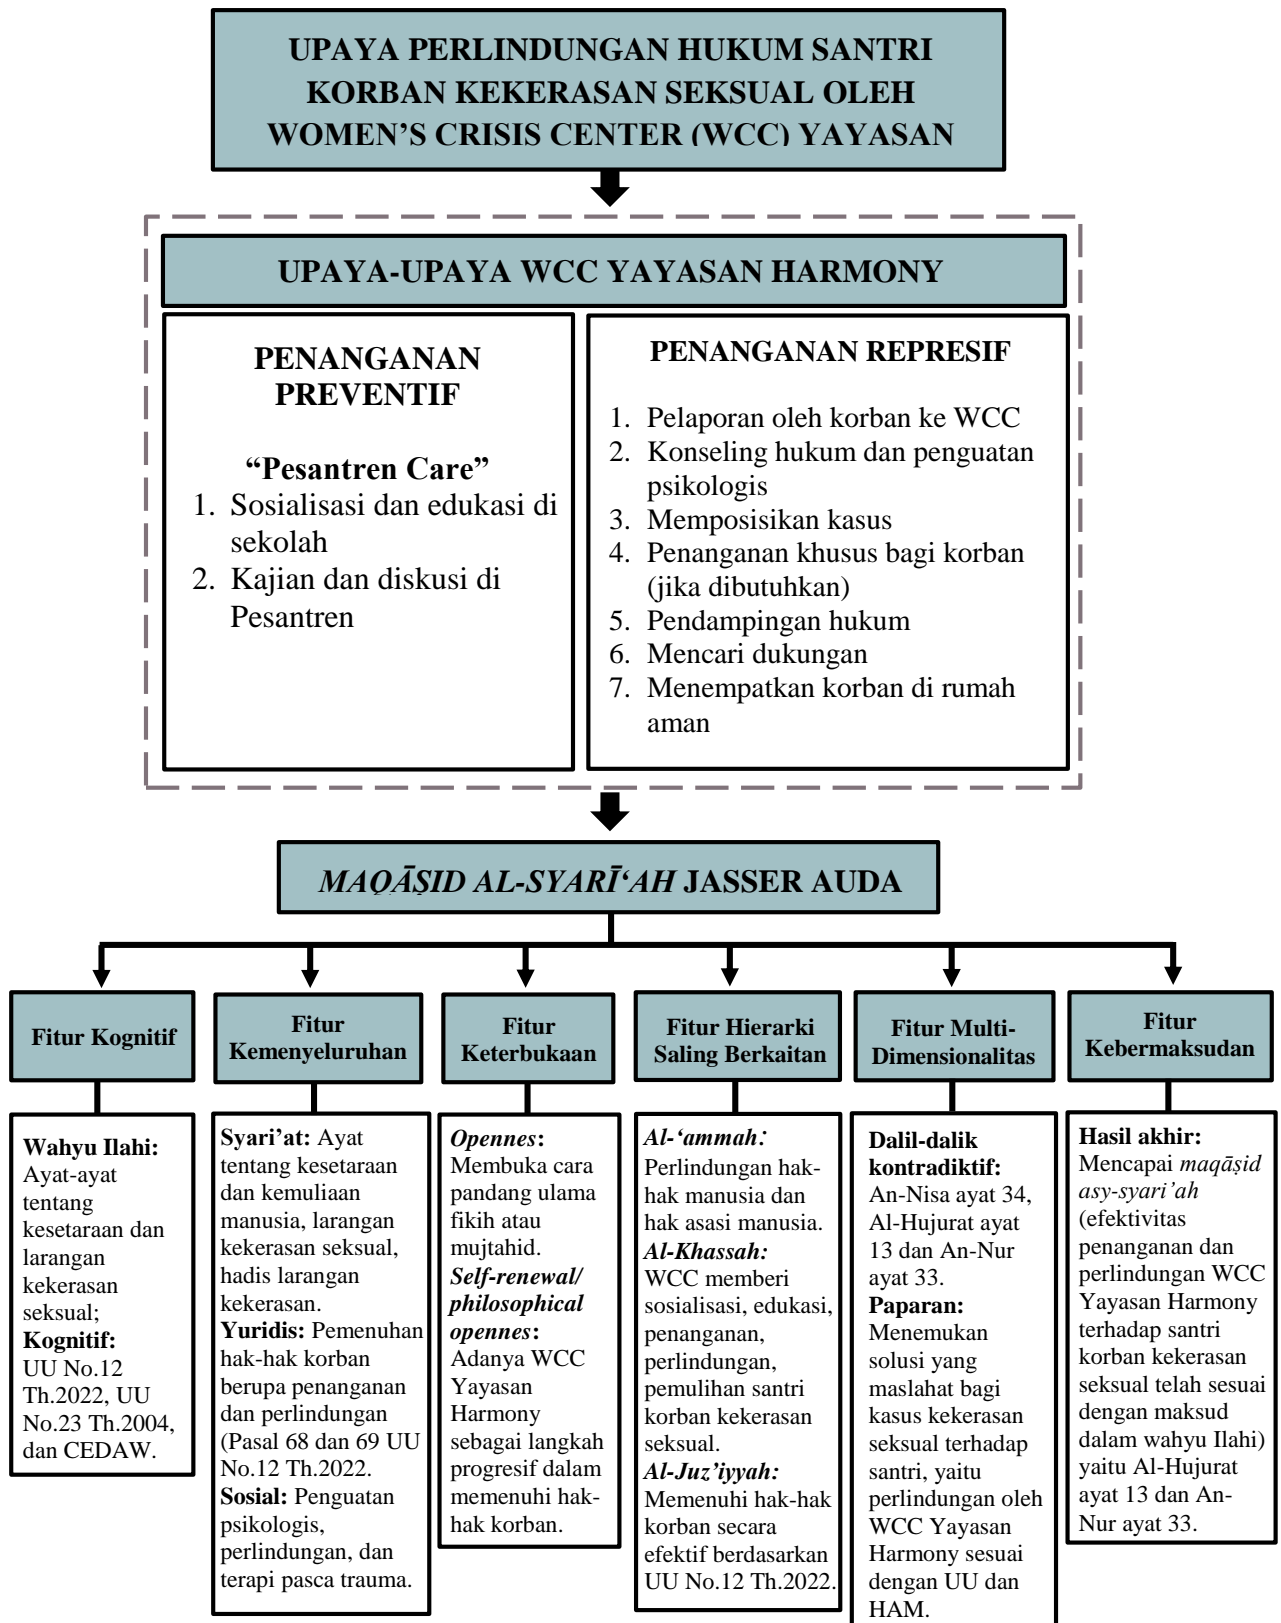 UPAYA PERLINDUNGAN HUKUM SANTRI
KORBAN KEKERASAN SEKSUAL OLEH
WOMEN'S CRISIS CENTER (WCC) YAYASAN
UPAYA-UPAYA WCC YAYASAN HARMONY
PENANGANAN
PREVENTIF
“Pesantren Care”
1. Sosialisasi dan edukasi di
sekolah
2. Kajian dan diskusi di
Pesantren
PENANGANAN REPRESIF
1. Pelaporan oleh korban ke WCC
2. Konseling hukum dan penguatan
psikologis
3. Memposisikan kasus
4. Penanganan khusus bagi korban
(jika dibutuhkan)
5. Pendampingan hukum
6. Mencari dukungan
7. Menempatkan korban di rumah
aman
MAQĀṢID AL-SYARĪ‘AH JASSER AUDA
Fitur Kognitif
Wahyu Ilahi:
Ayat-ayat
tentang
kesetaraan dan
larangan
kekerasan
seksual;
Kognitif:
UU No.12
Th.2022, UU
No.23 Th.2004,
dan CEDAW.
Fitur
Kemenyeluruhan
Syari’at: Ayat
tentang kesetaraan
dan kemuliaan
manusia, larangan
kekerasan seksual,
hadis larangan
kekerasan.
Yuridis: Pemenuhan
hak-hak korban
berupa penanganan
dan perlindungan
(Pasal 68 dan 69 UU
No.12 Th.2022.
Sosial: Penguatan
psikologis,
perlindungan, dan
terapi pasca trauma.
Fitur
Keterbukaan
Opennes:
Membuka cara
pandang ulama
fikih atau
mujtahid.
Self-renewal/
philosophical
opennes:
Adanya WCC
Yayasan
Harmony
sebagai langkah
progresif dalam
memenuhi hak-
hak korban.
Fitur Hierarki
Saling Berkaitan
Al-‘ammah:
Perlindungan hak-
hak manusia dan
hak asasi manusia.
Al-Khassah:
WCC memberi
sosialisasi, edukasi,
penanganan,
perlindungan,
pemulihan santri
korban kekerasan
seksual.
Al-Juz’iyyah:
Memenuhi hak-hak
korban secara
efektif berdasarkan
UU No.12 Th.2022.
Fitur Multi-
Dimensionalitas
Dalil-dalik
kontradiktif:
An-Nisa ayat 34,
Al-Hujurat ayat
13 dan An-Nur
ayat 33.
Paparan:
Menemukan
solusi yang
maslahat bagi
kasus kekerasan
seksual terhadap
santri, yaitu
perlindungan oleh
WCC Yayasan
Harmony sesuai
dengan UU dan
HAM.
Fitur
Kebermaksudan
Hasil akhir:
Mencapai maqāṣid
asy-syari’ah
(efektivitas
penanganan dan
perlindungan WCC
Yayasan Harmony
terhadap santri
korban kekerasan
seksual telah sesuai
dengan maksud
dalam wahyu Ilahi)
yaitu Al-Hujurat
ayat 13 dan An-
Nur ayat 33.